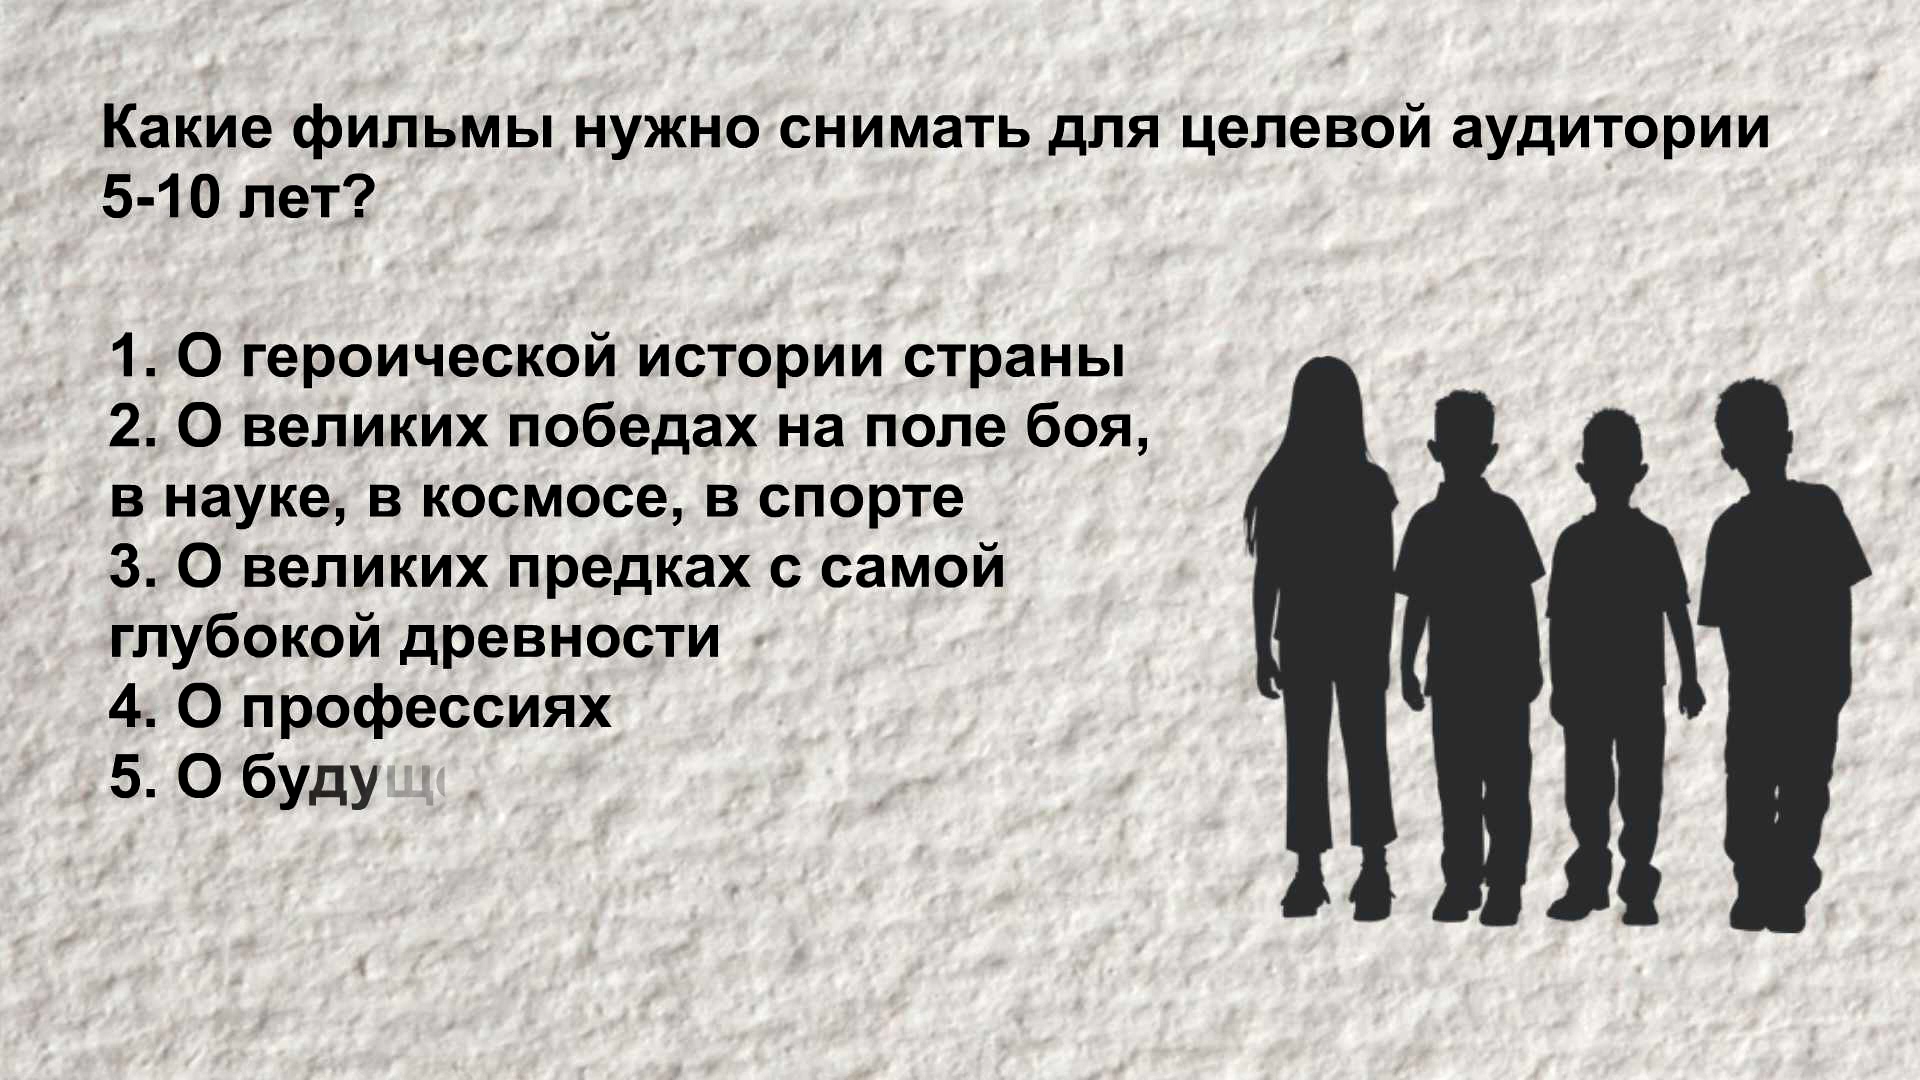 Какие фильмы нужно снимать для целевой аудитории
5-10 лет?
1. О героической истории страны
2. О великих победах на поле боя,
в науке, в космосе, в спорте
3. О великих предках с самой
глубокой древности
4. О профессиях
5. О